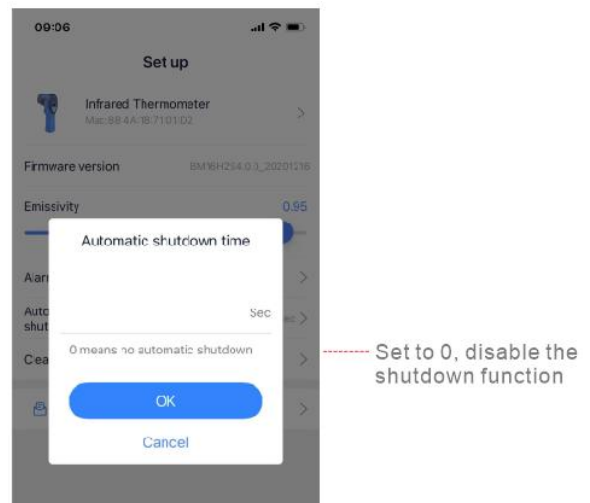 09:06
Set up
Infrared Thermometer
Firmware version
Emissivity 0.95
Automatic shutdown time
Sec
0 means no automatic shutdown
OK
Cancel
Set to 0, disable the
shutdown function